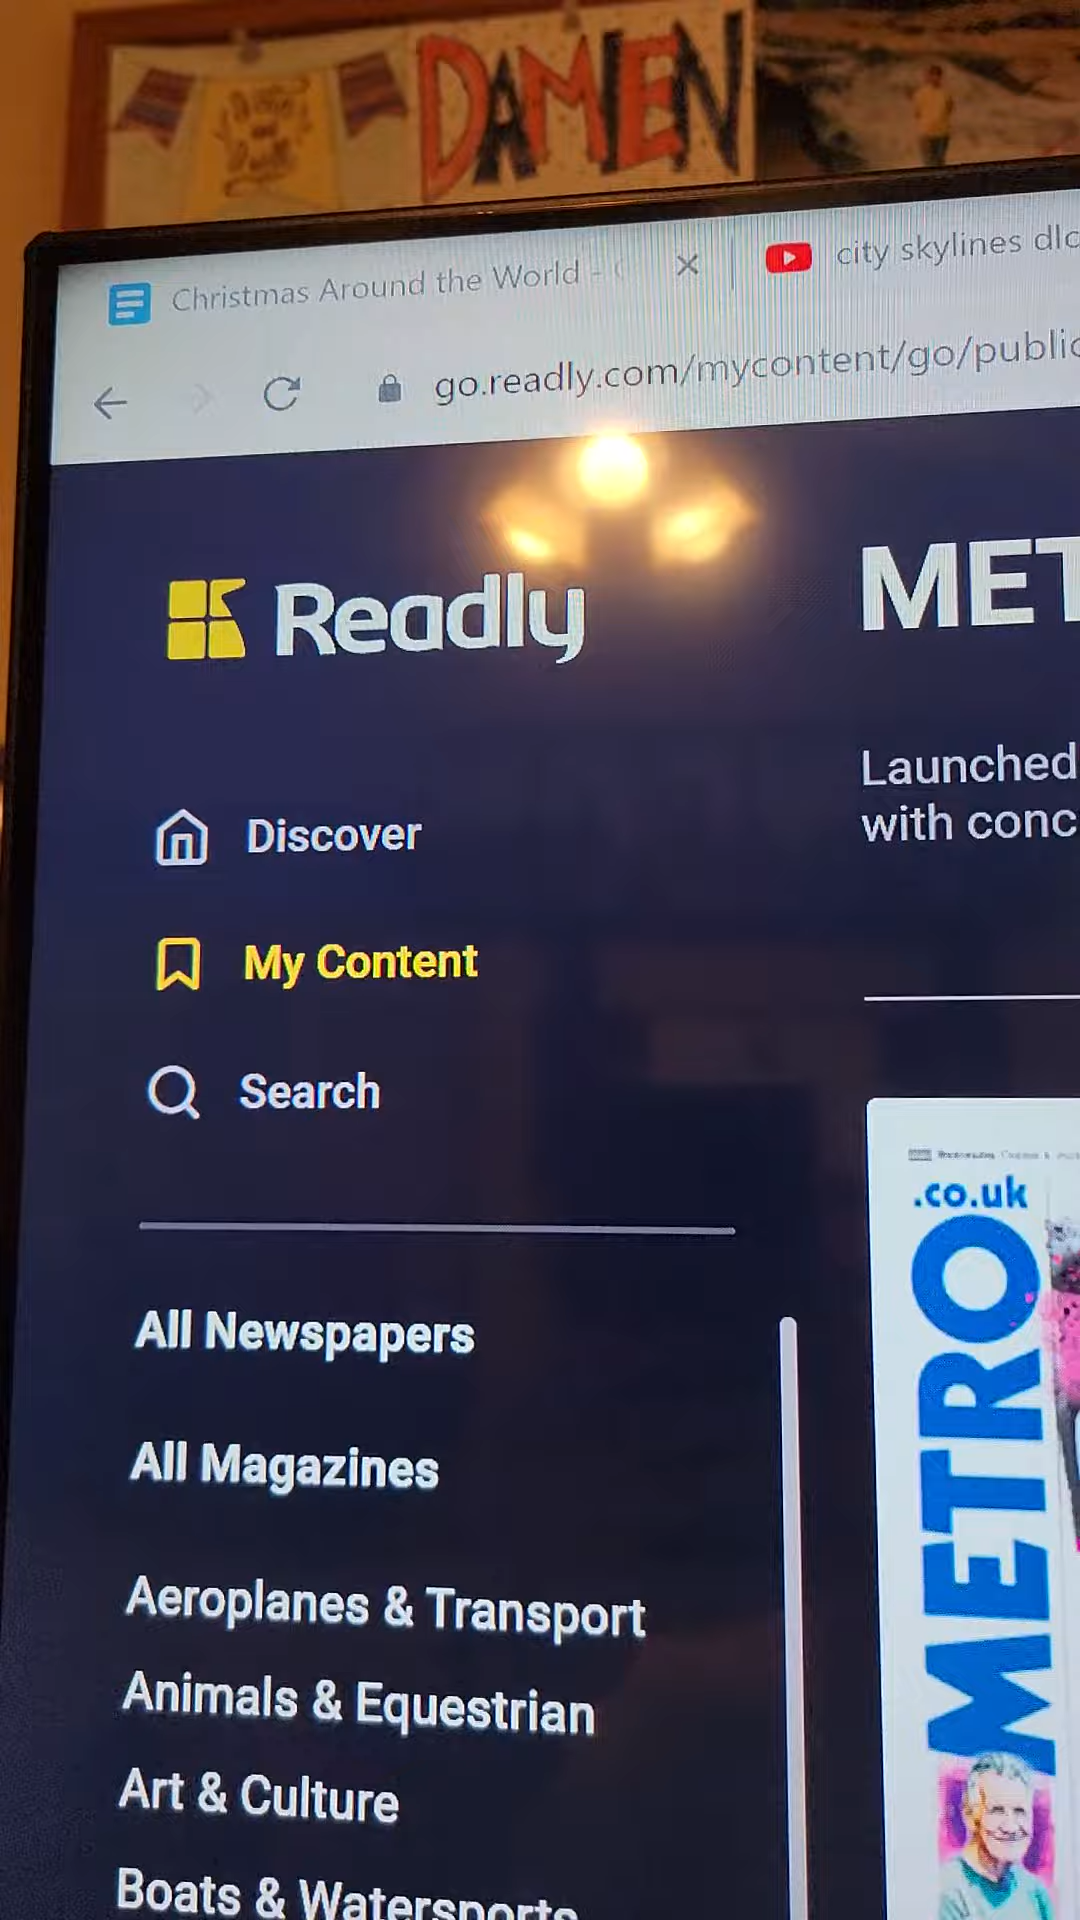 DAMEN
Christmas Around the World -
city skylines dlc
go.readly.com/mycontent/go/public
Readly
MET
Launched
with conc
Discover
My Content
Search
All Newspapers
All Magazines
Aeroplanes & Transport
Animals & Equestrian
Art & Culture
Boats & Watersports
.co.uk
METRO